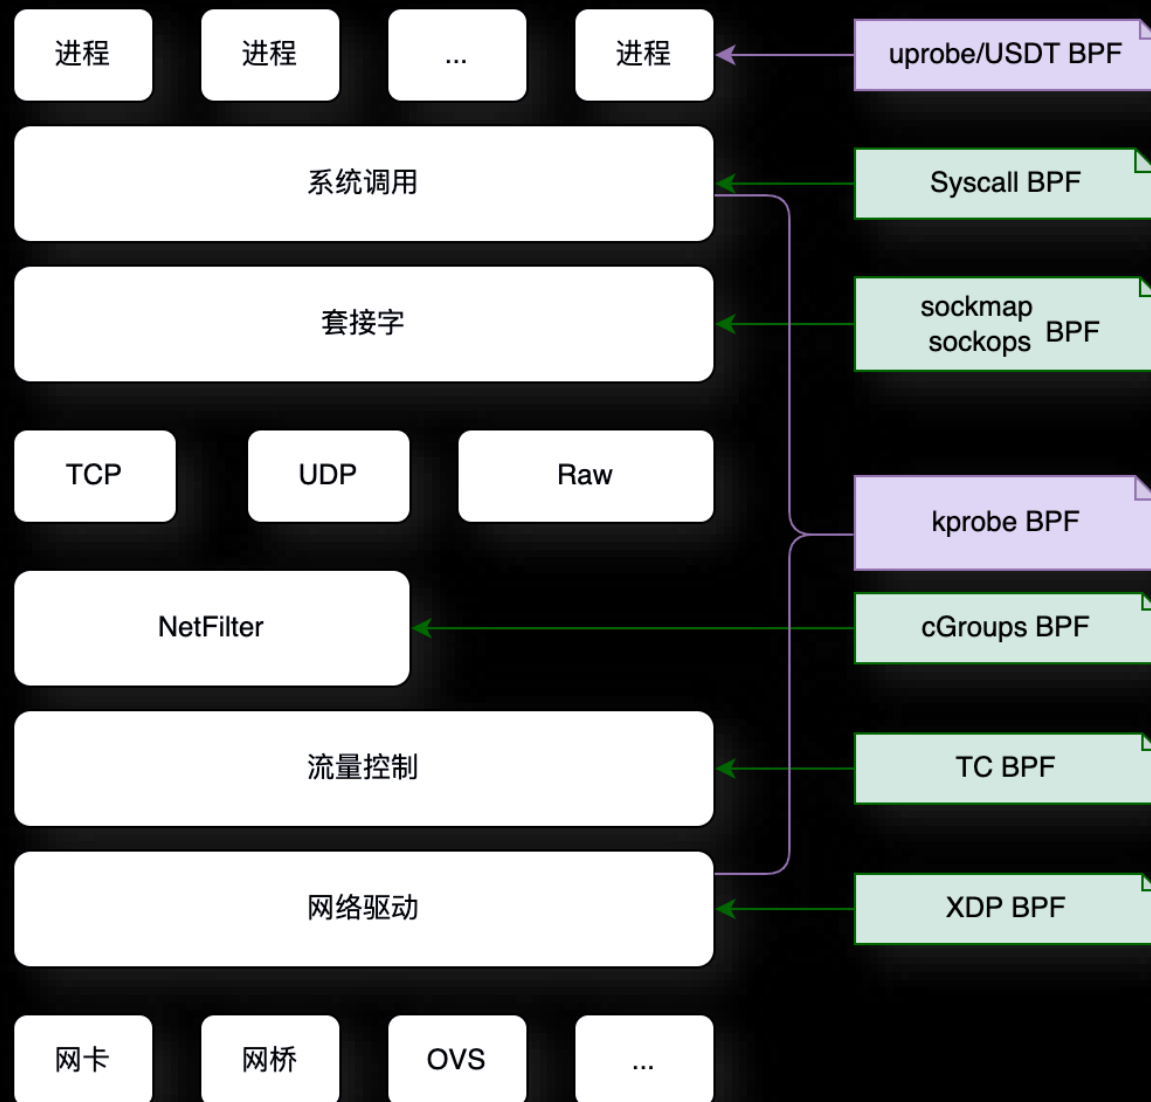 进程
进程
...
进程
uprobe/USDT BPF
系统调用
Syscall BPF
套接字
sockmap
sockops
BPF
TCP
UDP
Raw
kprobe BPF
NetFilter
cGroups BPF
流量控制
TC BPF
网络驱动
XDP BPF
网卡
网桥
OVS
...